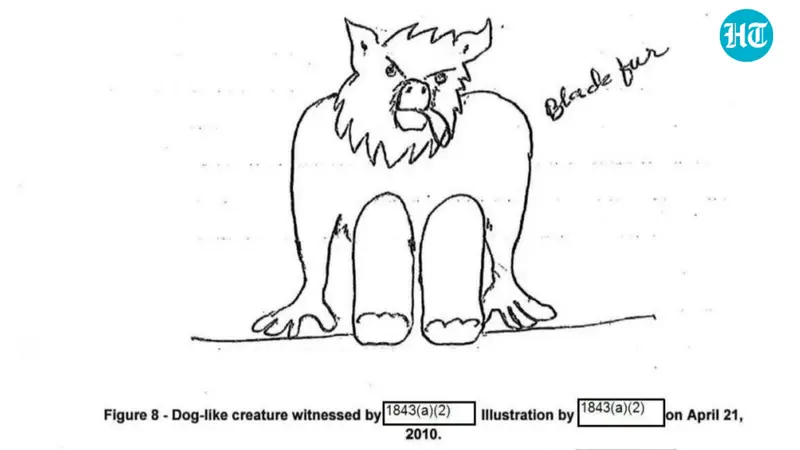 HT
Black fur
Figure 8 - Dog-like creature witnessed by 1843(a)(2) Illustration by 1843(a)(2) on April 21,
2010.